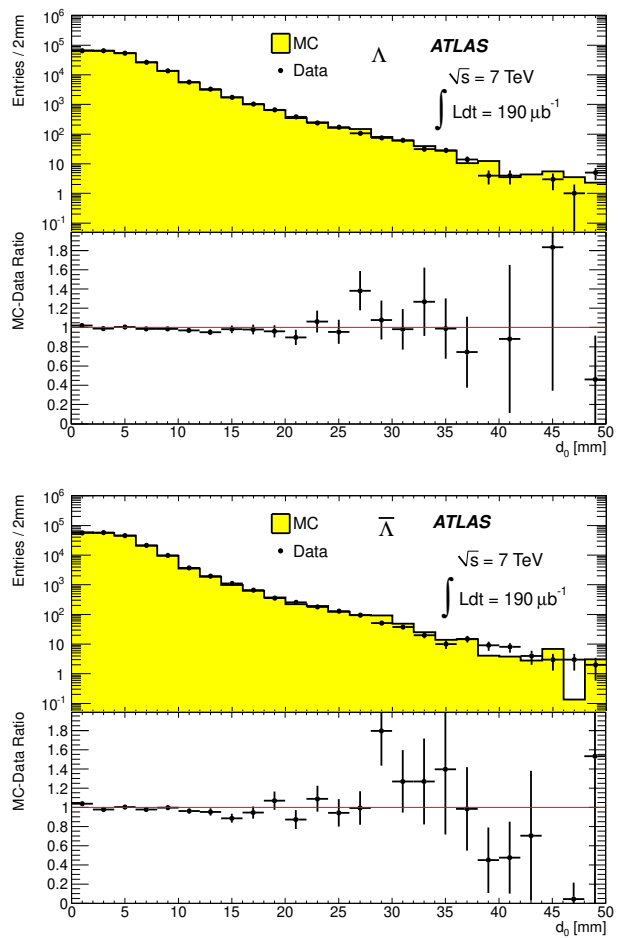 Entries / 2mm
10^6
10^5
10^4
10^3
10^2
10
1
10^-1
MC
Data
Λ
ATLAS
√s = 7 TeV
∫ Ldt = 190 μb^-1
MC-Data Ratio
1.8
1.6
1.4
1.2
1
0.8
0.6
0.4
0.2
0
0 5 10 15 20 25 30 35 40 45 50
d_0 [mm]
Entries / 2mm
10^6
10^5
10^4
10^3
10^2
10
1
10^-1
MC
Data
Λ̅
ATLAS
√s = 7 TeV
∫ Ldt = 190 μb^-1
MC-Data Ratio
1.8
1.6
1.4
1.2
1
0.8
0.6
0.4
0.2
0
0 5 10 15 20 25 30 35 40 45 50
d_0 [mm]